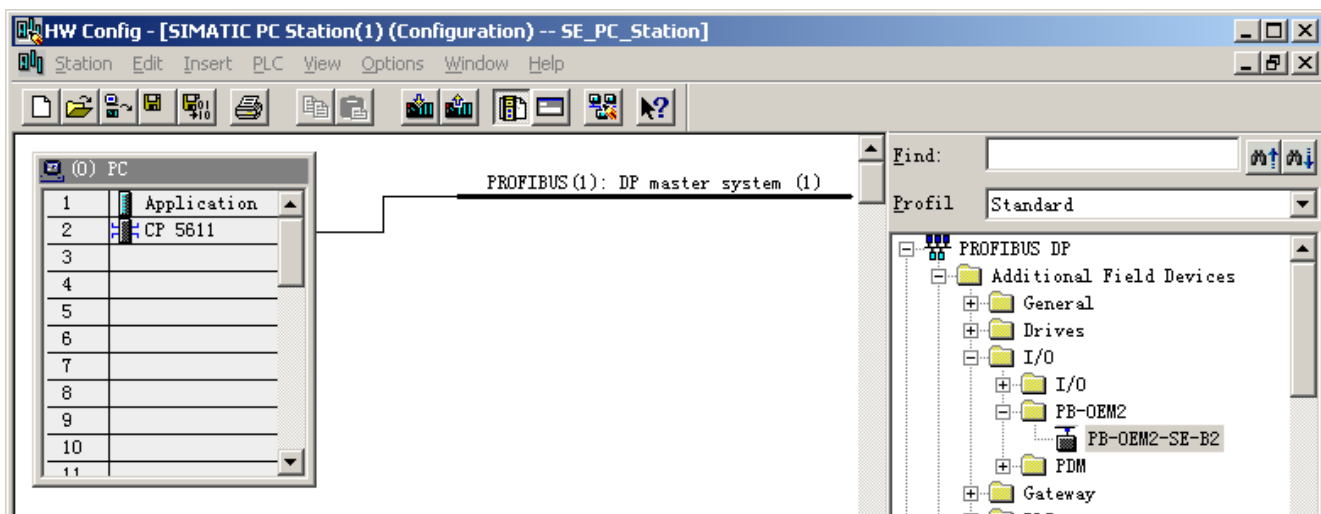 HW Config - [SIMATIC PC Station(1) (Configuration) -- SE_PC_Station]
Station Edit Insert PLC View Options Window Help
(0) PC
1 Application
2 CP 5611
3
4
5
6
7
8
9
10
11
PROFIBUS(1): DP master system (1)
Find:
Profil Standard
PROFIBUS DP
Additional Field Devices
General
Drives
I/O
I/O
PB-OEM2
PB-OEM2-SE-B2
PDM
Gateway